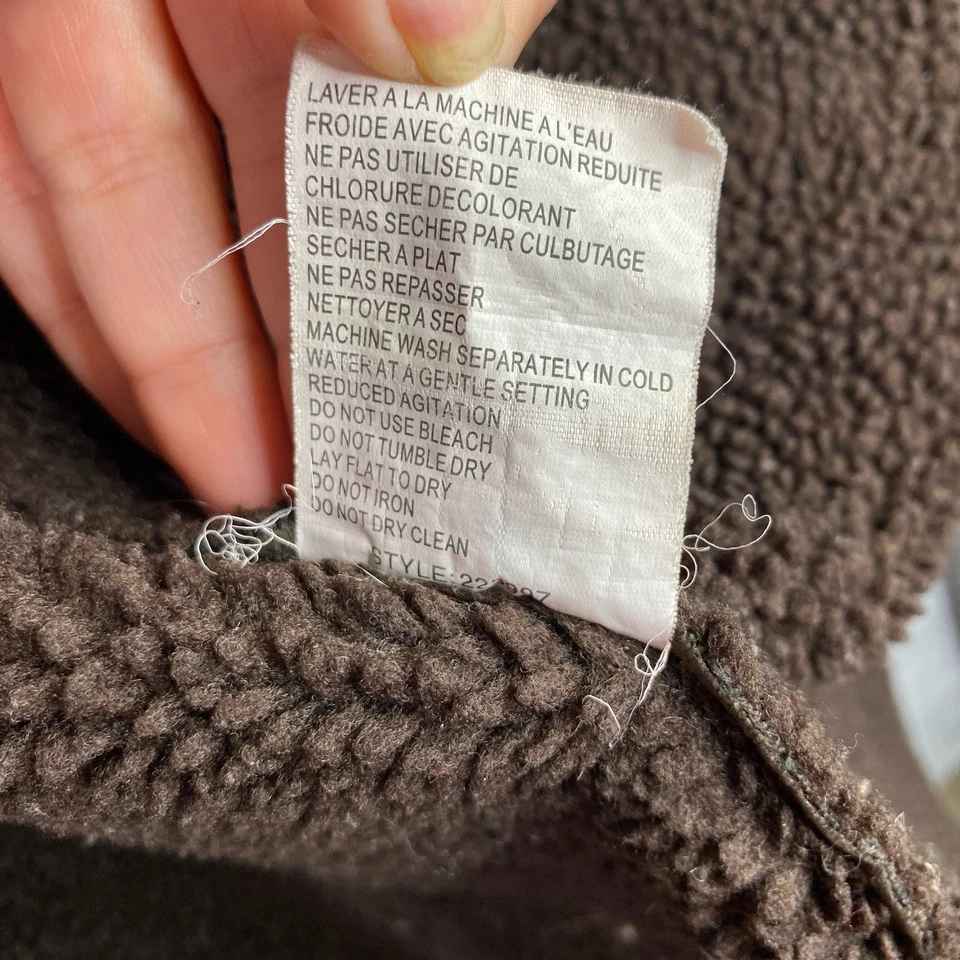 LAVER A LA MACHINE A L'EAU
FROIDE AVEC AGITATION REDUITE
NE PAS UTILISER DE
CHLORURE DECOLORANT
NE PAS SECHER PAR CULBUTAGE
SECHER A PLAT
NE PAS REPASSER
NETTOYER A SEC
MACHINE WASH SEPARATELY IN COLD
WATER AT A GENTLE SETTING
REDUCED AGITATION
DO NOT USE BLEACH
DO NOT TUMBLE DRY
LAY FLAT TO DRY
DO NOT IRON
DO NOT DRY CLEAN
STYLE: